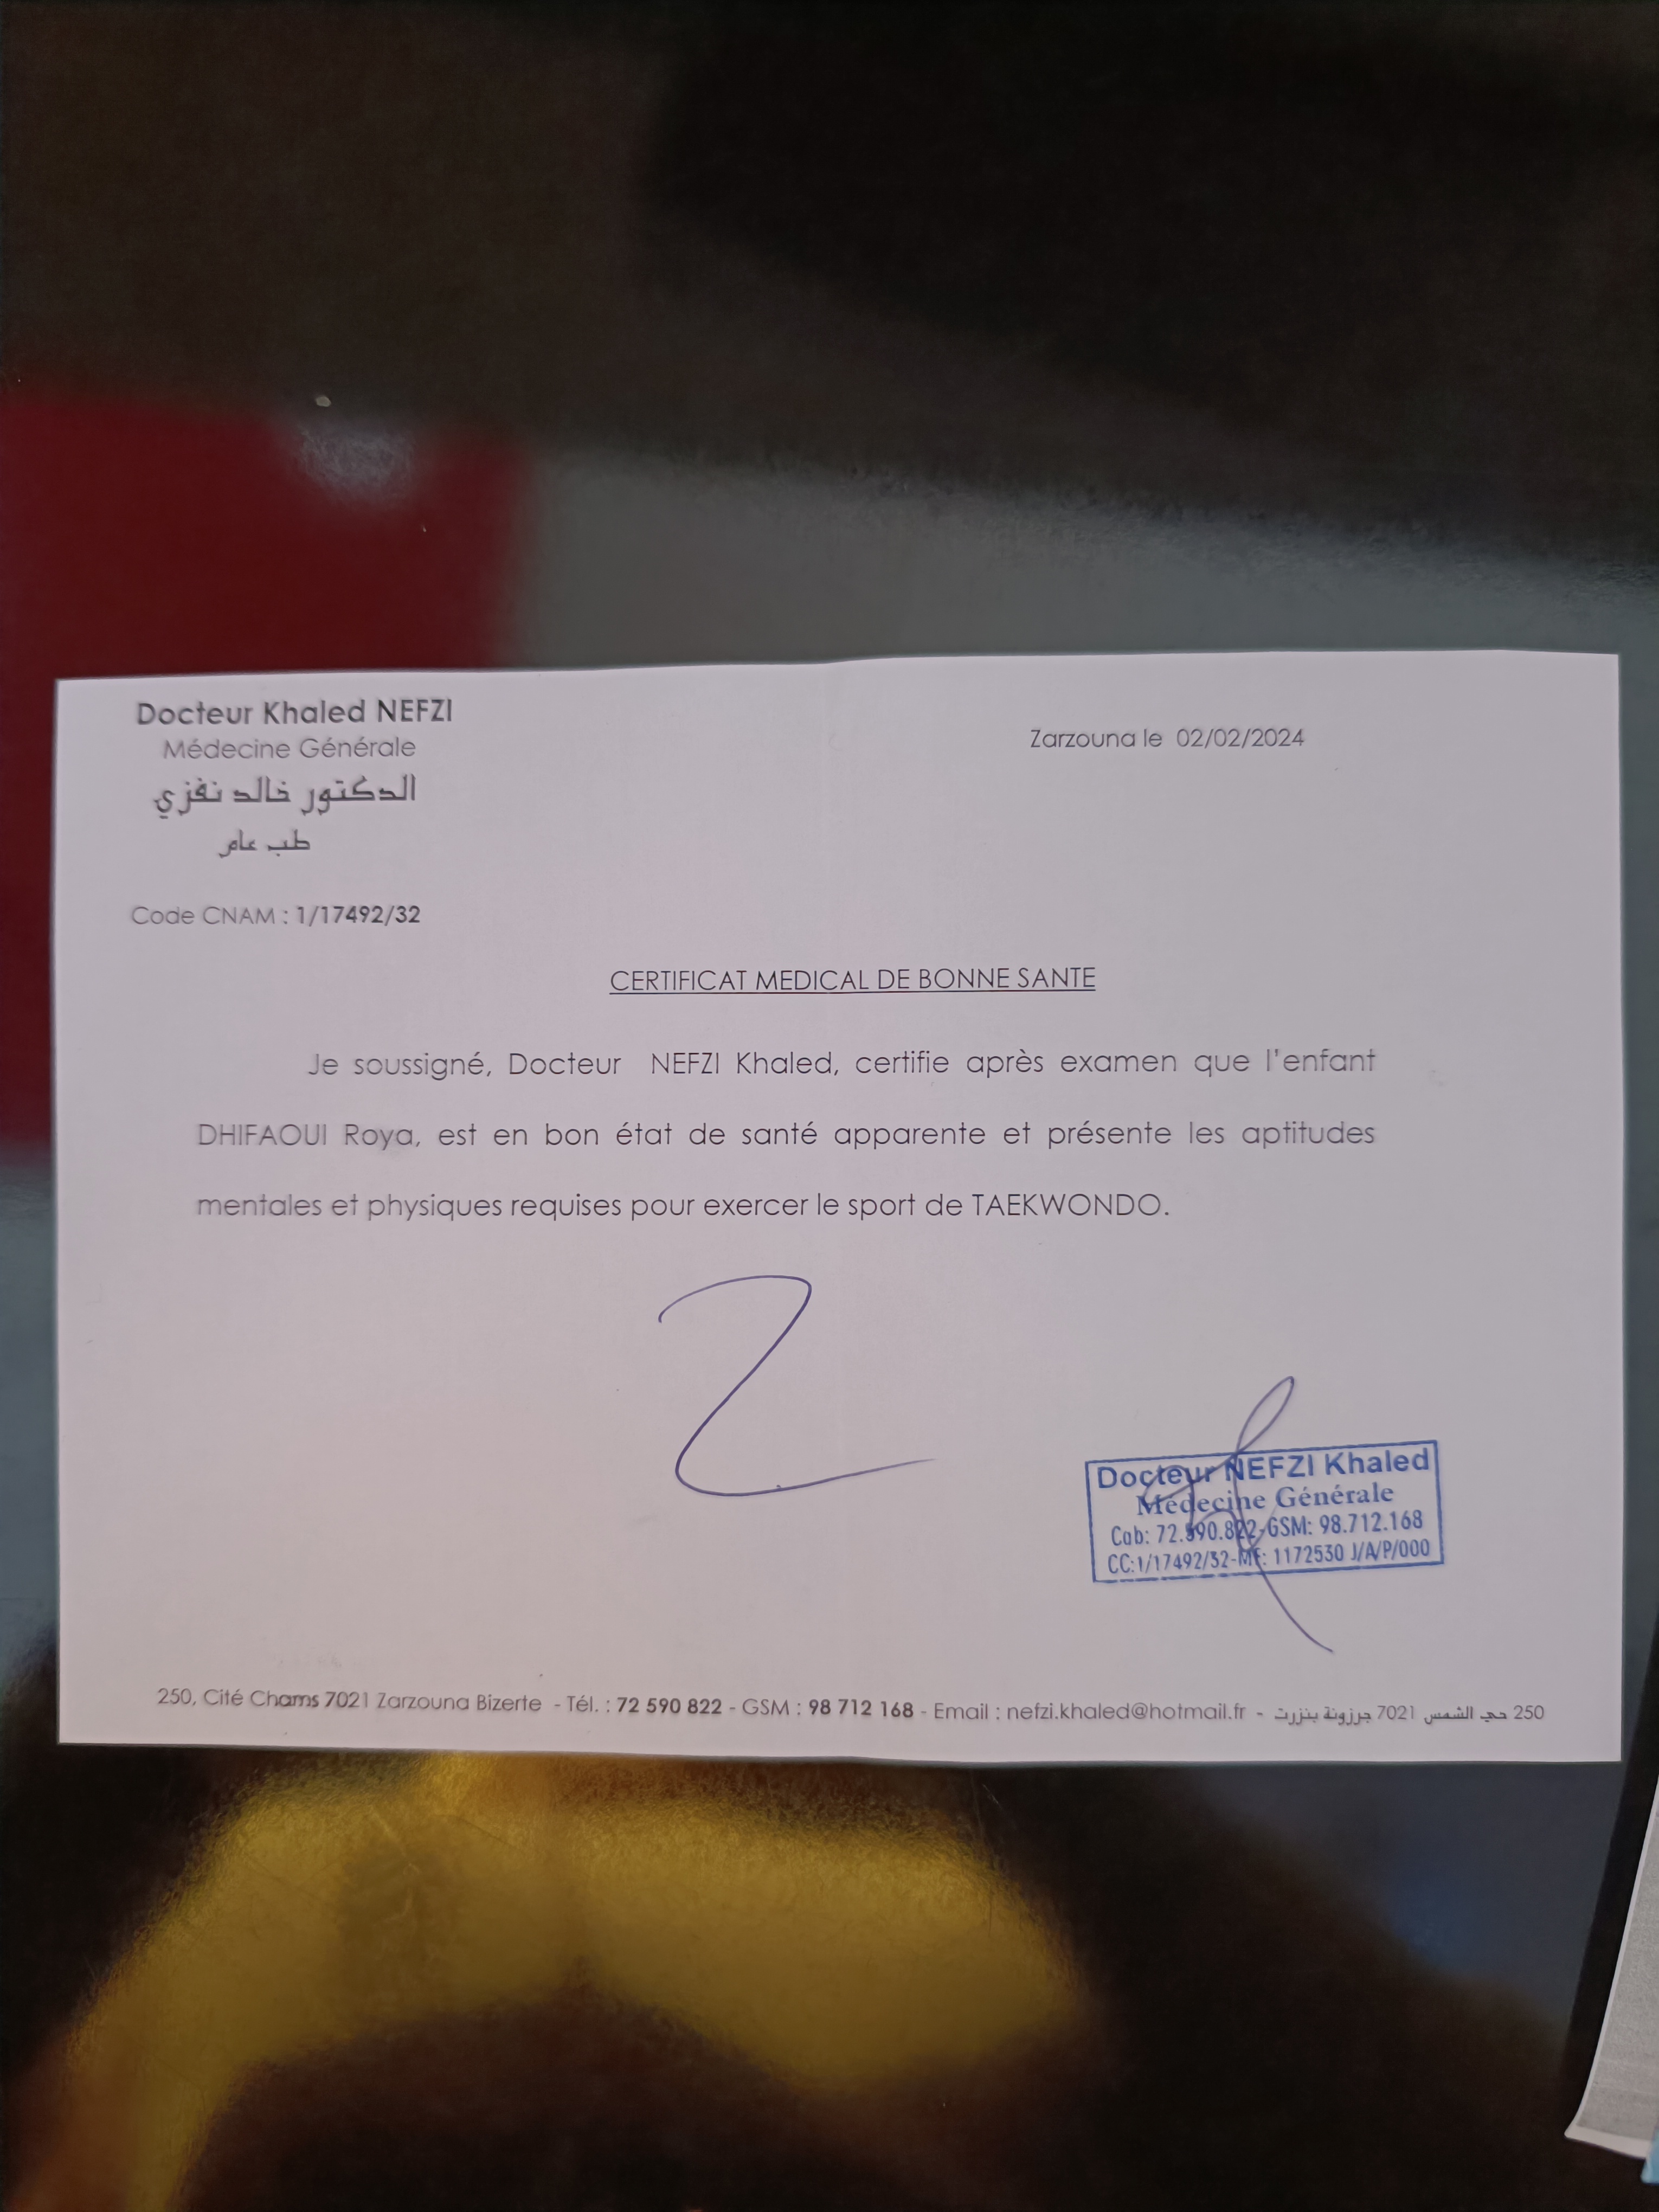 Docteur Khaled NEFZI
Médecine Générale
الدكتور خالد نفزي
طب عام
Code CNAM : 1/17492/32
Zarzouna le 02/02/2024
CERTIFICAT MEDICAL DE BONNE SANTE
Je soussigné, Docteur NEFZI Khaled, certifie après examen que l'enfant
DHIFAOUI Roya, est en bon état de santé apparente et présente les aptitudes
mentales et physiques requises pour exercer le sport de TAEKWONDO.
Docteur NEFZI Khaled
Médecine Générale
Cab: 72.590.822-GSM: 98.712.168
CC:1/17492/32-MF: 1172530 J/A/P/000
250, Cité Chams 7021 Zarzouna Bizerte - Tél. : 72 590 822 - GSM : 98 712 168 - Email : nefzi.khaled@hotmail.fr - 250 حي الشمس 7021 جرزونة بنزرت